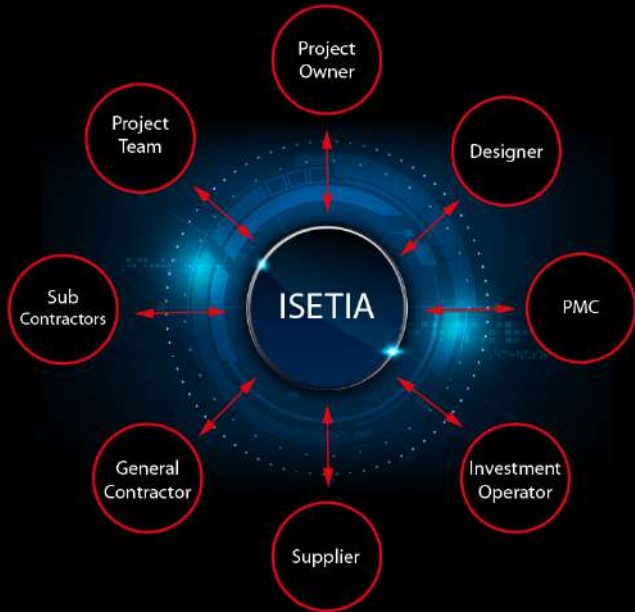 Project
Owner
Project
Team
Designer
Sub
Contractors
ISETIA
PMC
General
Contractor
Investment
Operator
Supplier